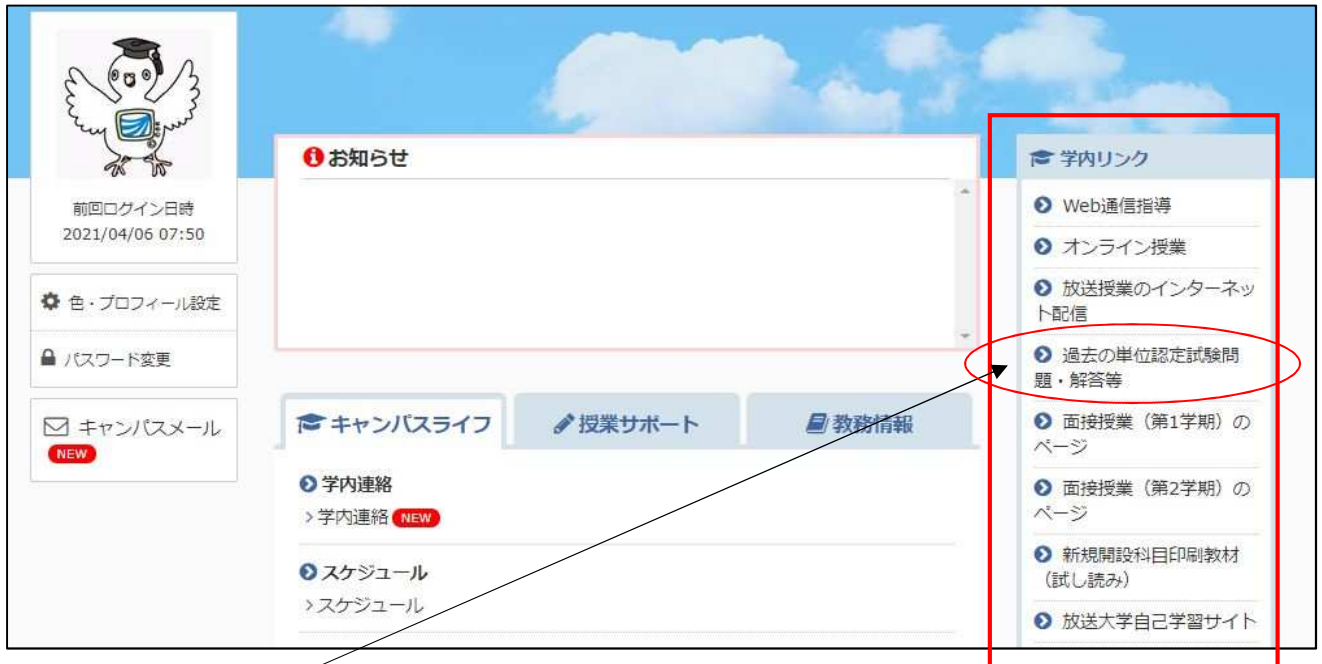 前回ログイン日時
2021/04/06 07:50
色・プロフィール設定
パスワード変更
キャンパスメール
NEW
お知らせ
キャンパスライフ
授業サポート
教務情報
学内連絡
>学内連絡 NEW
スケジュール
>スケジュール
学内リンク
Web通信指導
オンライン授業
放送授業のインターネッ
ト配信
過去の単位認定試験問
題・解答等
面接授業(第1学期)の
ページ
面接授業(第2学期)の
ページ
新規開設科目印刷教材
(試し読み)
放送大学自己学習サイト